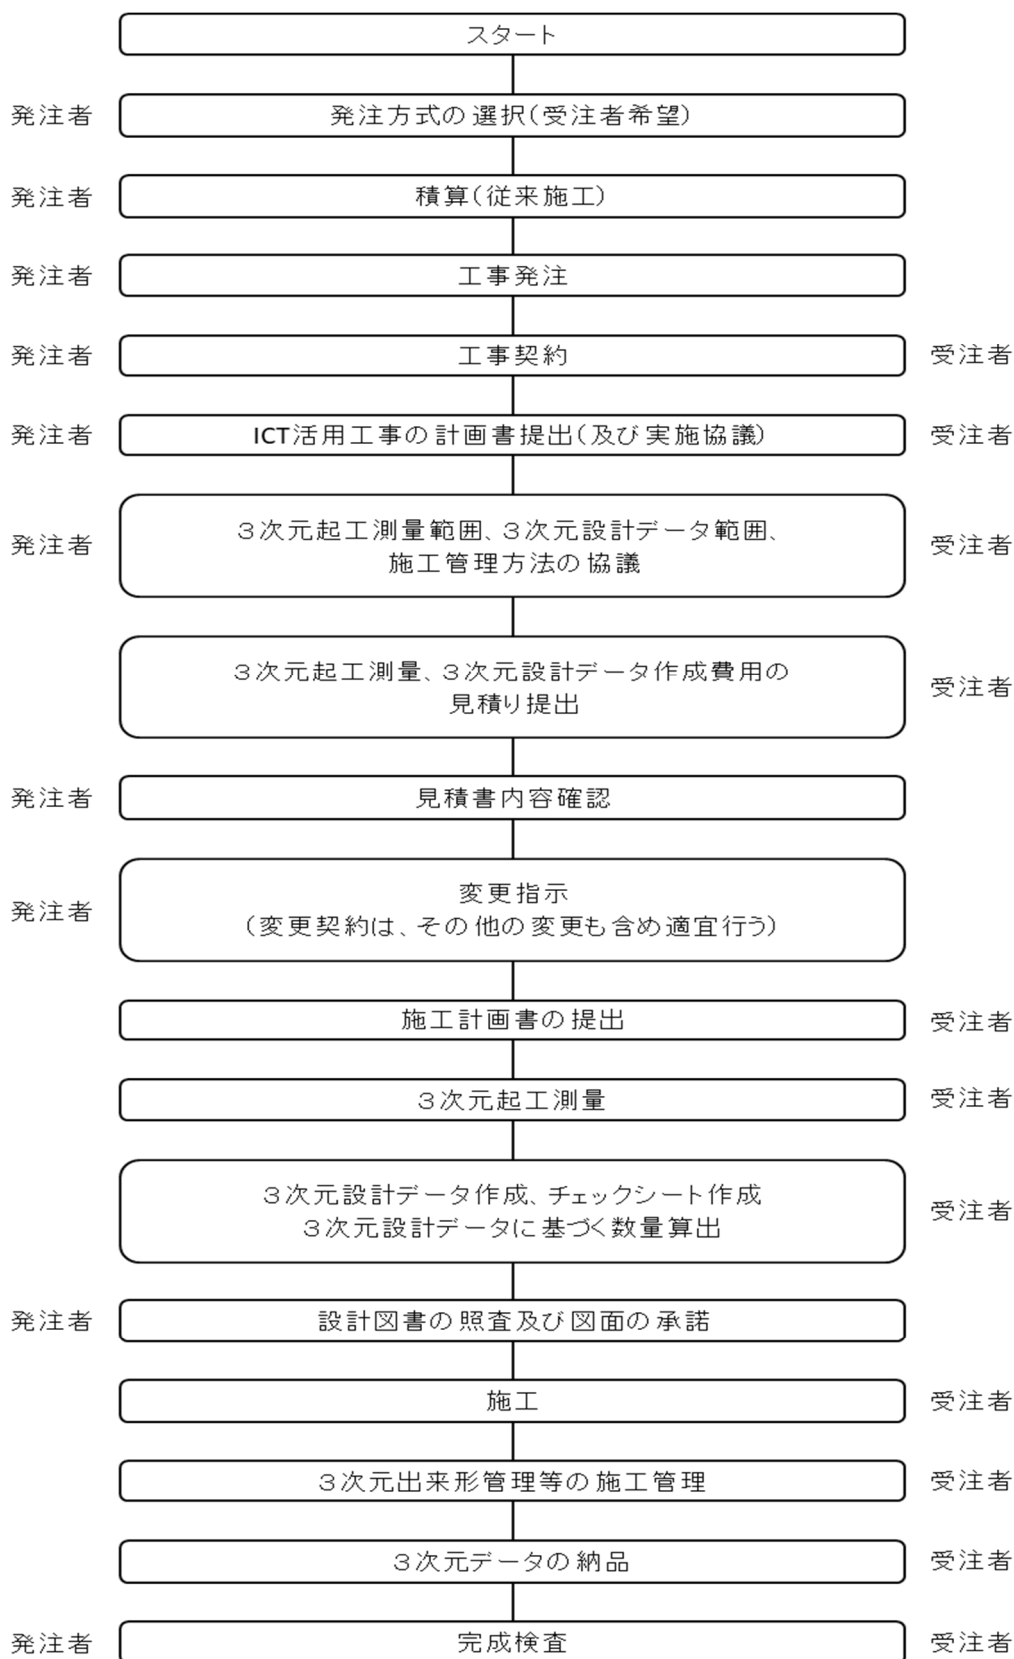 スタート
発注者
発注方式の選択(受注者希望)
発注者
積算(従来施工)
発注者
工事発注
発注者
工事契約
受注者
発注者
ICT活用工事の計画書提出(及び実施協議)
受注者
発注者
3次元起工測量範囲、3次元設計データ範囲、
施工管理方法の協議
受注者
3次元起工測量、3次元設計データ作成費用の
見積り提出
受注者
発注者
見積書内容確認
発注者
変更指示
(変更契約は、その他の変更も含め適宜行う)
施工計画書の提出
受注者
3次元起工測量
受注者
3次元設計データ作成、チェックシート作成
3次元設計データに基づく数量算出
受注者
発注者
設計図書の照査及び図面の承諾
施工
受注者
3次元出来形管理等の施工管理
受注者
3次元データの納品
受注者
発注者
完成検査
受注者